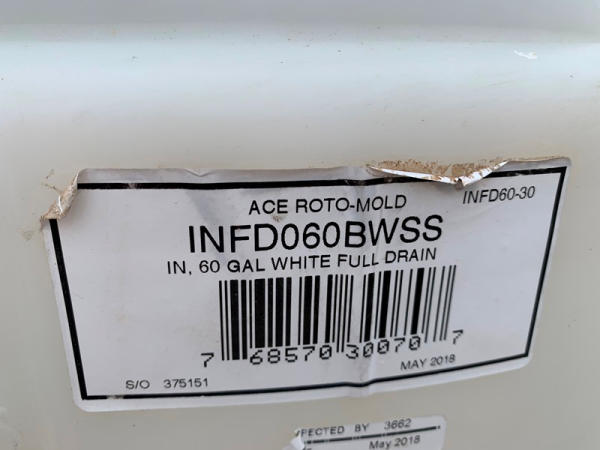 ACE ROTO-MOLD INFD60-30
INFD060BWSS
IN, 60 GAL WHITE FULL DRAIN
7 68570 30070 7
S/O 375151 MAY 2018
BY 3662
May 2018